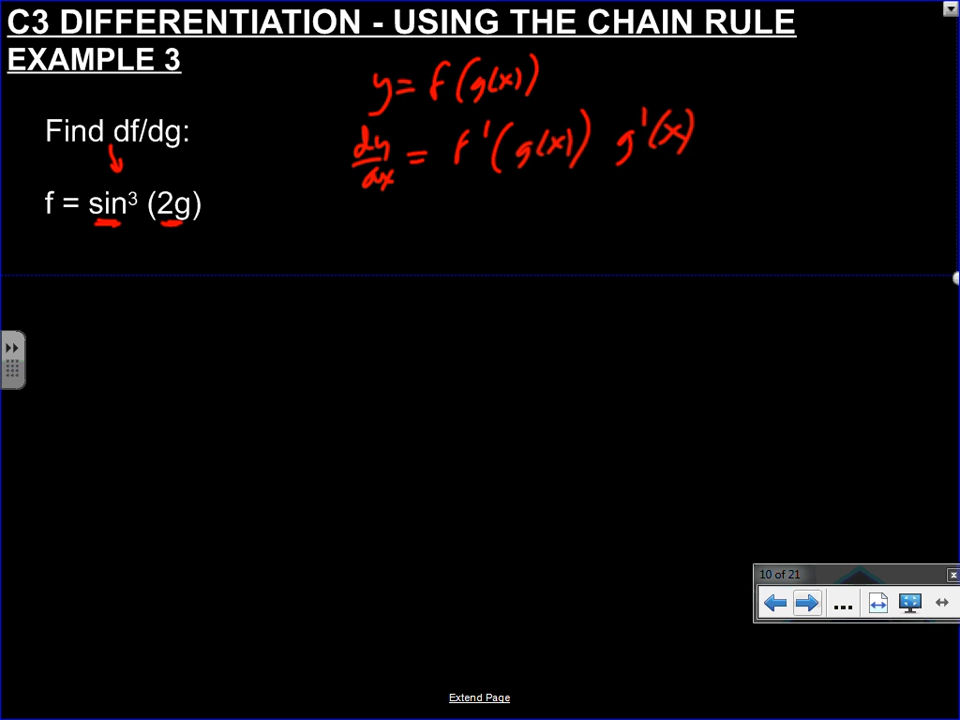 C3 DIFFERENTIATION - USING THE CHAIN RULE
EXAMPLE 3
y = f(g(x))
Find df/dg:
dy/dx = f'(g(x)) g'(x)
f = sin³ (2g)
10 of 21
...
Extend Page